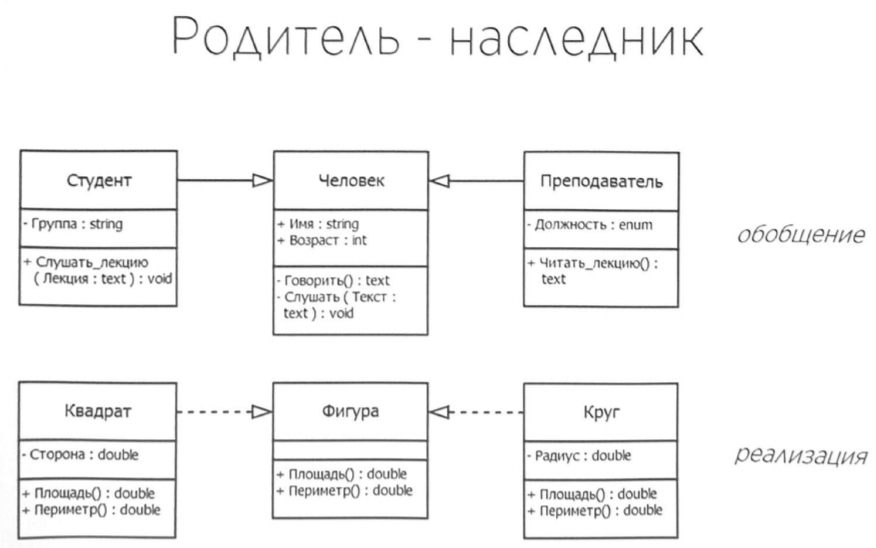 Родитель - наследник
Студент
- Группа : string
+ Слушать_лекцию
( Лекция : text ) : void
Человек
+ Имя : string
+ Возраст : int
- Говорить() : text
- Слушать ( Текст :
text ) : void
Преподаватель
- Должность : enum
+ Читать_лекцию() :
text
обобщение
Квадрат
- Сторона : double
+ Площадь() : double
+ Периметр() : double
Фигура
+ Площадь() : double
+ Периметр() : double
Круг
- Радиус : double
+ Площадь() : double
+ Периметр() : double
реализация